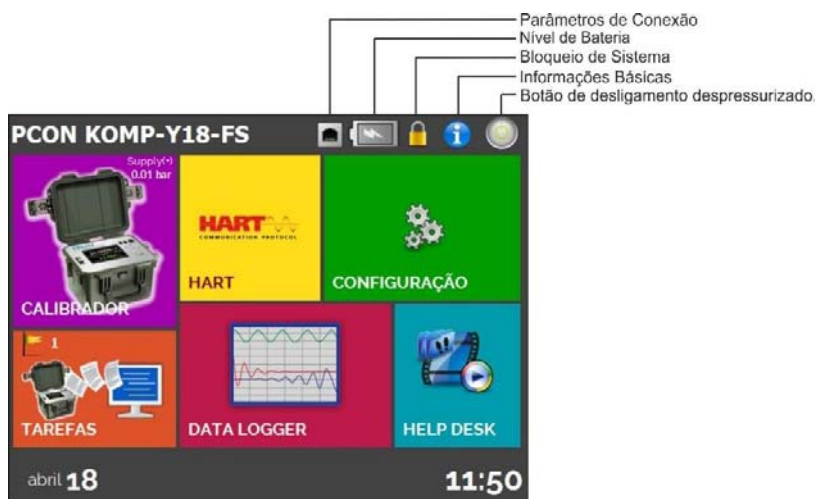 Parâmetros de Conexão
Nível de Bateria
Bloqueio de Sistema
Informações Básicas
Botão de desligamento despressurizado.
PCON KOMP-Y18-FS
Supply(•)
0.01 bar
CALIBRADOR
HART
COMMUNICATION PROTOCOL
HART
CONFIGURAÇÃO
1
TAREFAS
DATA LOGGER
HELP DESK
abril 18
11:50